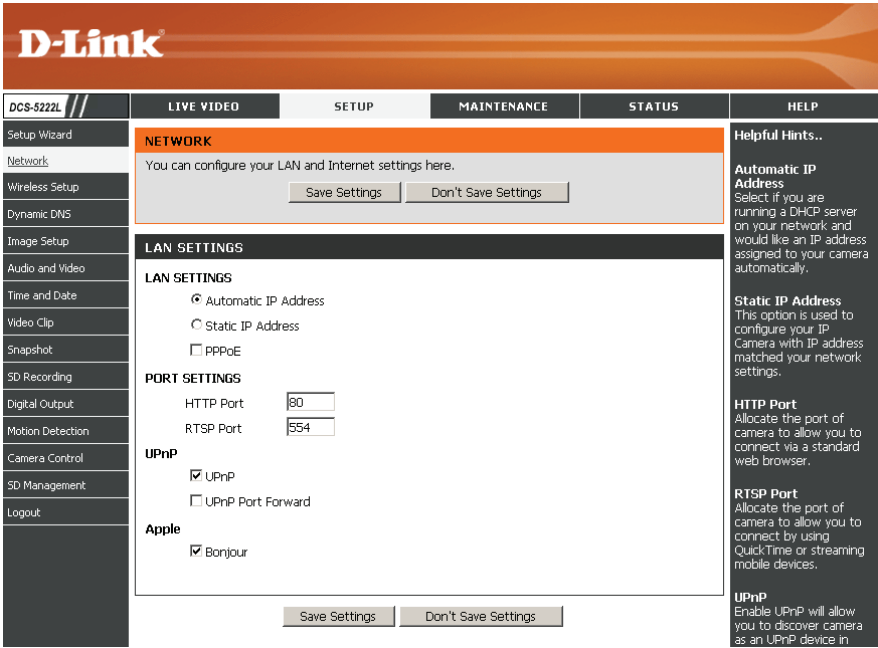 D-Link
DCS-5222L
LIVE VIDEO
SETUP
MAINTENANCE
STATUS
HELP
Setup Wizard
Network
Wireless Setup
Dynamic DNS
Image Setup
Audio and Video
Time and Date
Video Clip
Snapshot
SD Recording
Digital Output
Motion Detection
Camera Control
SD Management
Logout
NETWORK
You can configure your LAN and Internet settings here.
Save Settings
Don't Save Settings
LAN SETTINGS
LAN SETTINGS
Automatic IP Address
Static IP Address
PPPoE
PORT SETTINGS
HTTP Port 80
RTSP Port 554
UPnP
UPnP
UPnP Port Forward
Apple
Bonjour
Save Settings
Don't Save Settings
Helpful Hints..
Automatic IP
Address
Select if you are
running a DHCP server
on your network and
would like an IP address
assigned to your camera
automatically.
Static IP Address
This option is used to
configure your IP
Camera with IP address
matched your network
settings.
HTTP Port
Allocate the port of
camera to allow you to
connect via a standard
web browser.
RTSP Port
Allocate the port of
camera to allow you to
connect by using
QuickTime or streaming
mobile devices.
UPnP
Enable UPnP will allow
you to discover camera
as an UPnP device in